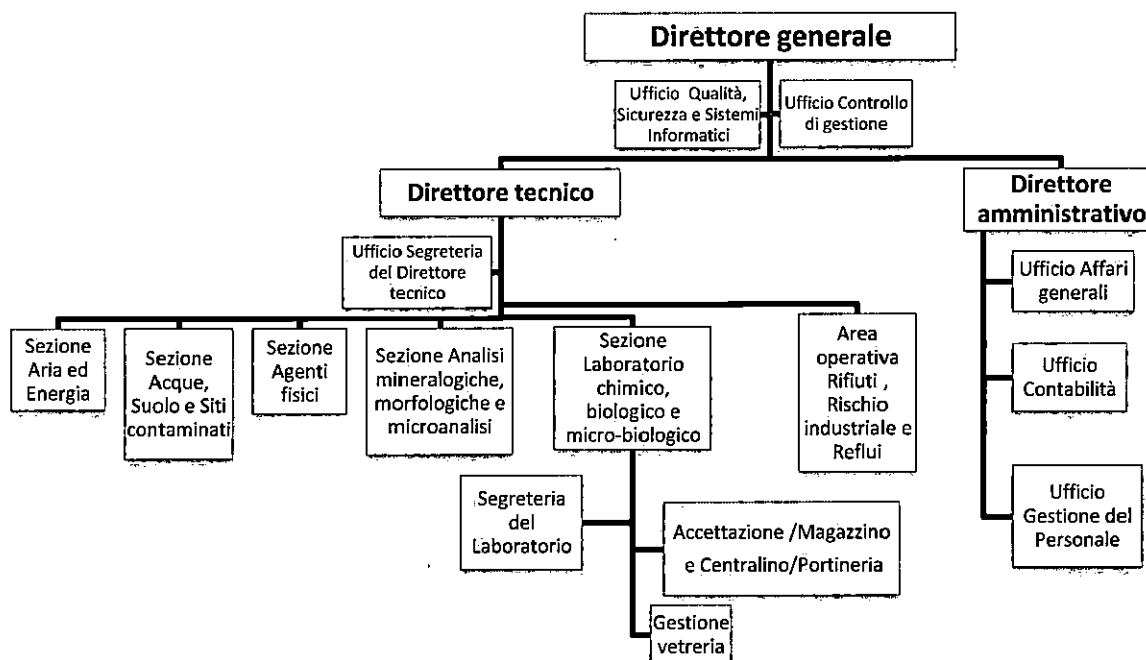 Direttore generale
Ufficio Qualità,
Sicurezza e Sistemi
Informatici
Ufficio Controllo
di gestione
Direttore tecnico
Direttore
amministrativo
Ufficio Segreteria
del Direttore
tecnico
Ufficio Affari
generali
Sezione
Aria ed
Energia
Sezione
Acque,
Suolo e Siti
contaminati
Sezione
Agenti
fisici
Sezione Analisi
mineralogiche,
morfologiche e
microanalisi
Sezione
Laboratorio
chimico,
biologico e
micro-biologico
Area
operativa
Rifiuti ,
Rischio
industriale e
Reflui
Ufficio
Contabilità
Segreteria
del
Laboratorio
Accettazione /Magazzino
e Centralino/Portineria
Ufficio
Gestione del
Personale
Gestione
vetreria